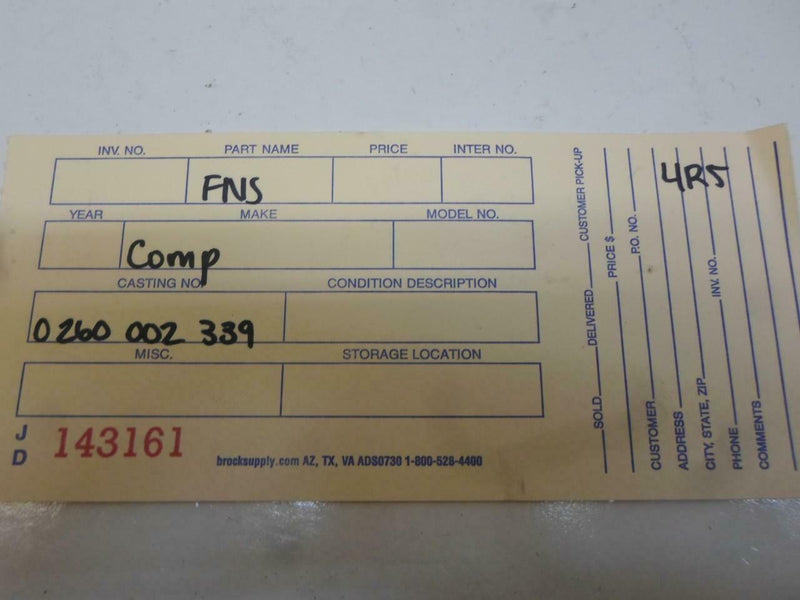 INV. NO. PART NAME PRICE INTER NO.
FNS
YEAR MAKE MODEL NO.
Comp
CASTING NO. CONDITION DESCRIPTION
0 260 002 339
MISC. STORAGE LOCATION
J D 143161
brocksupply.com AZ, TX, VA ADS0730 1-800-528-4400
4R5
SOLD DELIVERED CUSTOMER PICK-UP
PRICE $
P.O. NO.
CUSTOMER
ADDRESS
CITY, STATE, ZIP INV. NO.
PHONE
COMMENTS